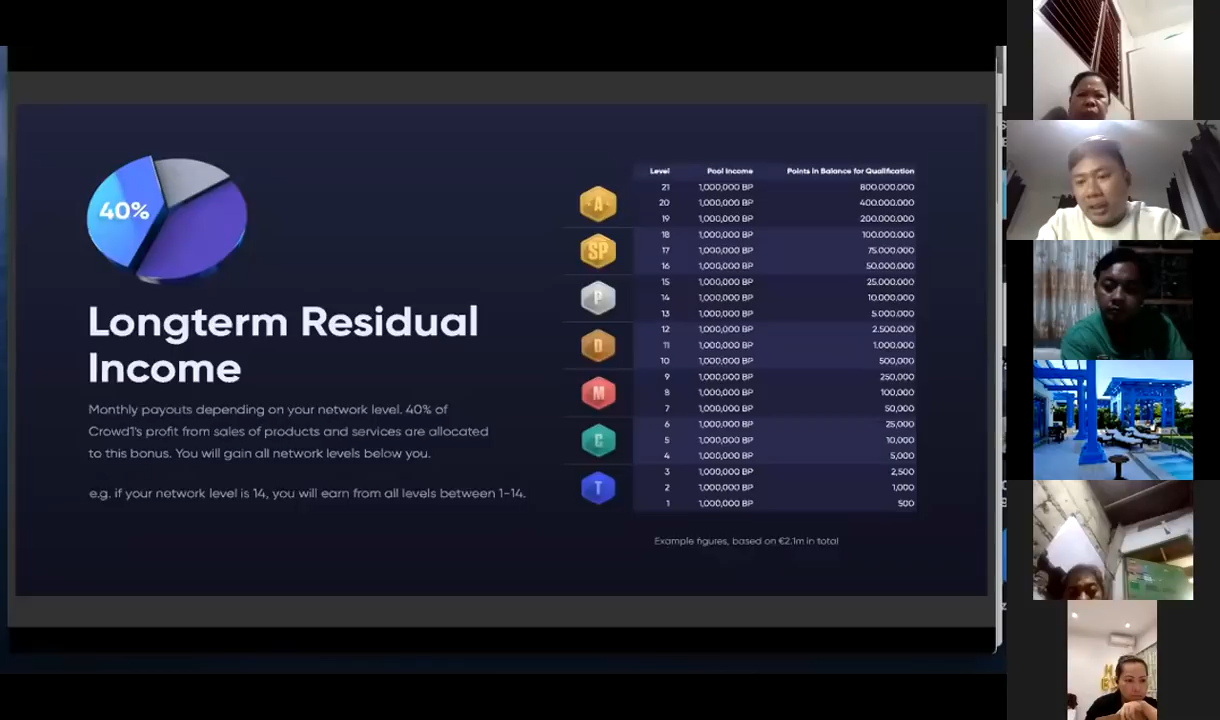 40%
Longterm Residual
Income
Monthly payouts depending on your network level. 40% of
Crowd1's profit from sales of products and services are allocated
to this bonus. You will gain all network levels below you.
e.g. if your network level is 14, you will earn from all levels between 1-14.
Level Pool Income Points in Balance for Qualification
21 1,000,000 BP 800.000.000
A 20 1,000,000 BP 400.000.000
19 1,000,000 BP 200.000.000
18 1,000,000 BP 100.000.000
SP 17 1,000,000 BP 75.000.000
16 1,000,000 BP 50.000.000
15 1,000,000 BP 25.000.000
P 14 1,000,000 BP 10.000.000
13 1,000,000 BP 5.000.000
12 1,000,000 BP 2.500.000
D 11 1,000,000 BP 1.000.000
10 1,000,000 BP 500,000
9 1,000,000 BP 250,000
M 8 1,000,000 BP 100,000
7 1,000,000 BP 50,000
6 1,000,000 BP 25,000
5 1,000,000 BP 10,000
4 1,000,000 BP 5,000
3 1,000,000 BP 2,500
T 2 1,000,000 BP 1,000
1 1,000,000 BP 500
Example figures, based on €2.1m in total